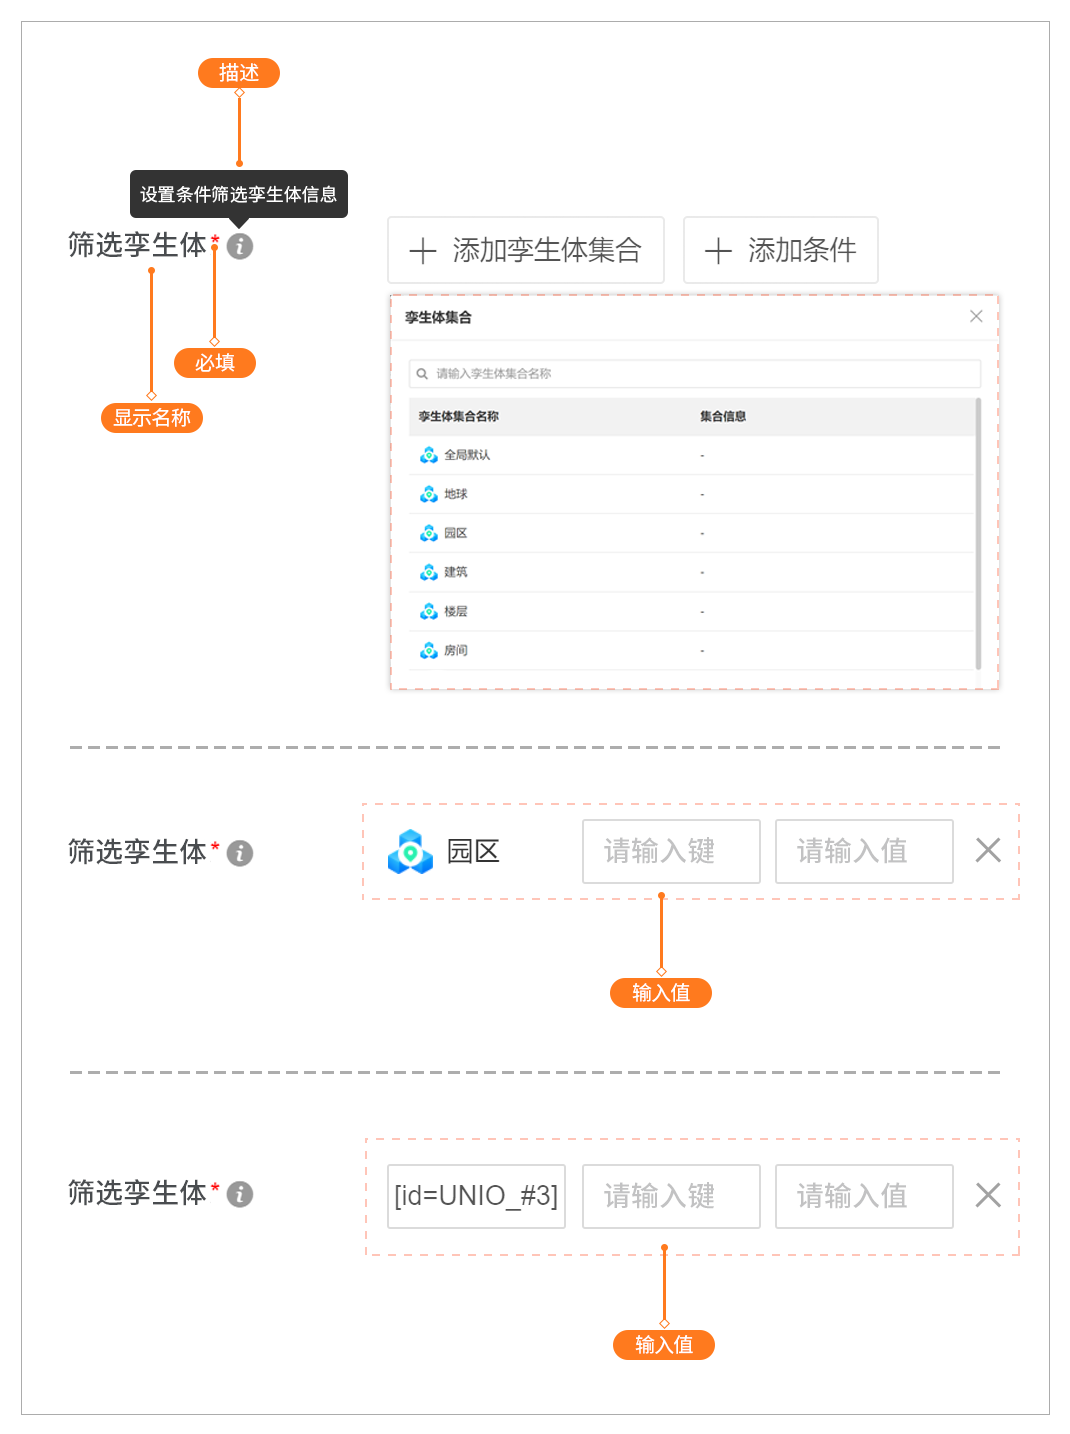 描述
设置条件筛选孪生体信息
筛选孪生体 * i
添加孪生体集合
添加条件
必填
显示名称
孪生体集合
请输入孪生体集合名称
孪生体集合名称 集合信息
全局默认 -
地球 -
园区 -
建筑 -
楼层 -
房间 -
筛选孪生体 * i
园区 请输入键 请输入值
输入值
筛选孪生体 * i
[id=UNIO_#3] 请输入键 请输入值
输入值